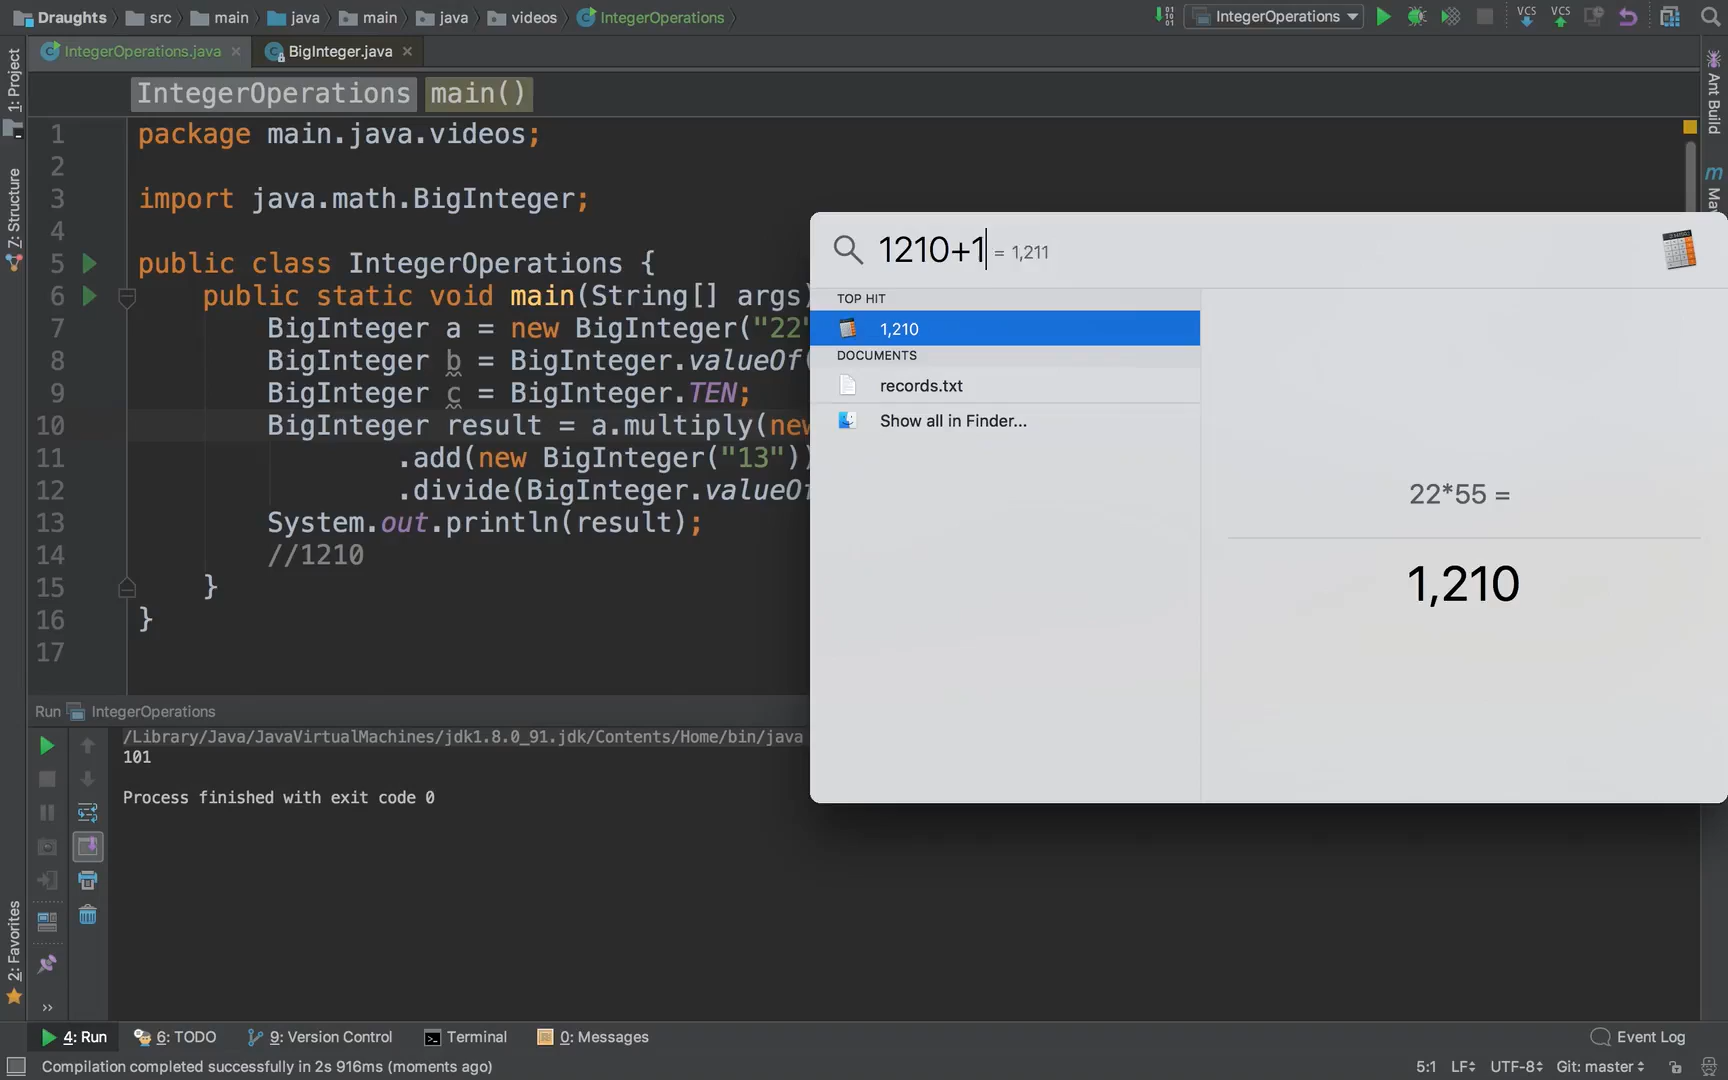 Draughts src main java main java videos IntegerOperations
IntegerOperations
VCS VCS
IntegerOperations.java BigInteger.java
IntegerOperations main()
1: Project
7: Structure
2: Favorites
Ant Build
m
1 package main.java.videos;
2
3 import java.math.BigInteger;
4
5 public class IntegerOperations {
6 public static void main(String[] args)
7 BigInteger a = new BigInteger("22"
8 BigInteger b = BigInteger.valueOf(
9 BigInteger c = BigInteger.TEN;
10 BigInteger result = a.multiply(new
11 .add(new BigInteger("13"))
12 .divide(BigInteger.valueOf
13 System.out.println(result);
14 //1210
15 }
16 }
17
1210+1 = 1,211
TOP HIT
1,210
DOCUMENTS
records.txt
Show all in Finder...
22*55 =
1,210
Run IntegerOperations
/Library/Java/JavaVirtualMachines/jdk1.8.0_91.jdk/Contents/Home/bin/java
101
Process finished with exit code 0
4: Run 6: TODO 9: Version Control Terminal 0: Messages Event Log
Compilation completed successfully in 2s 916ms (moments ago) 5:1 LF UTF-8 Git: master